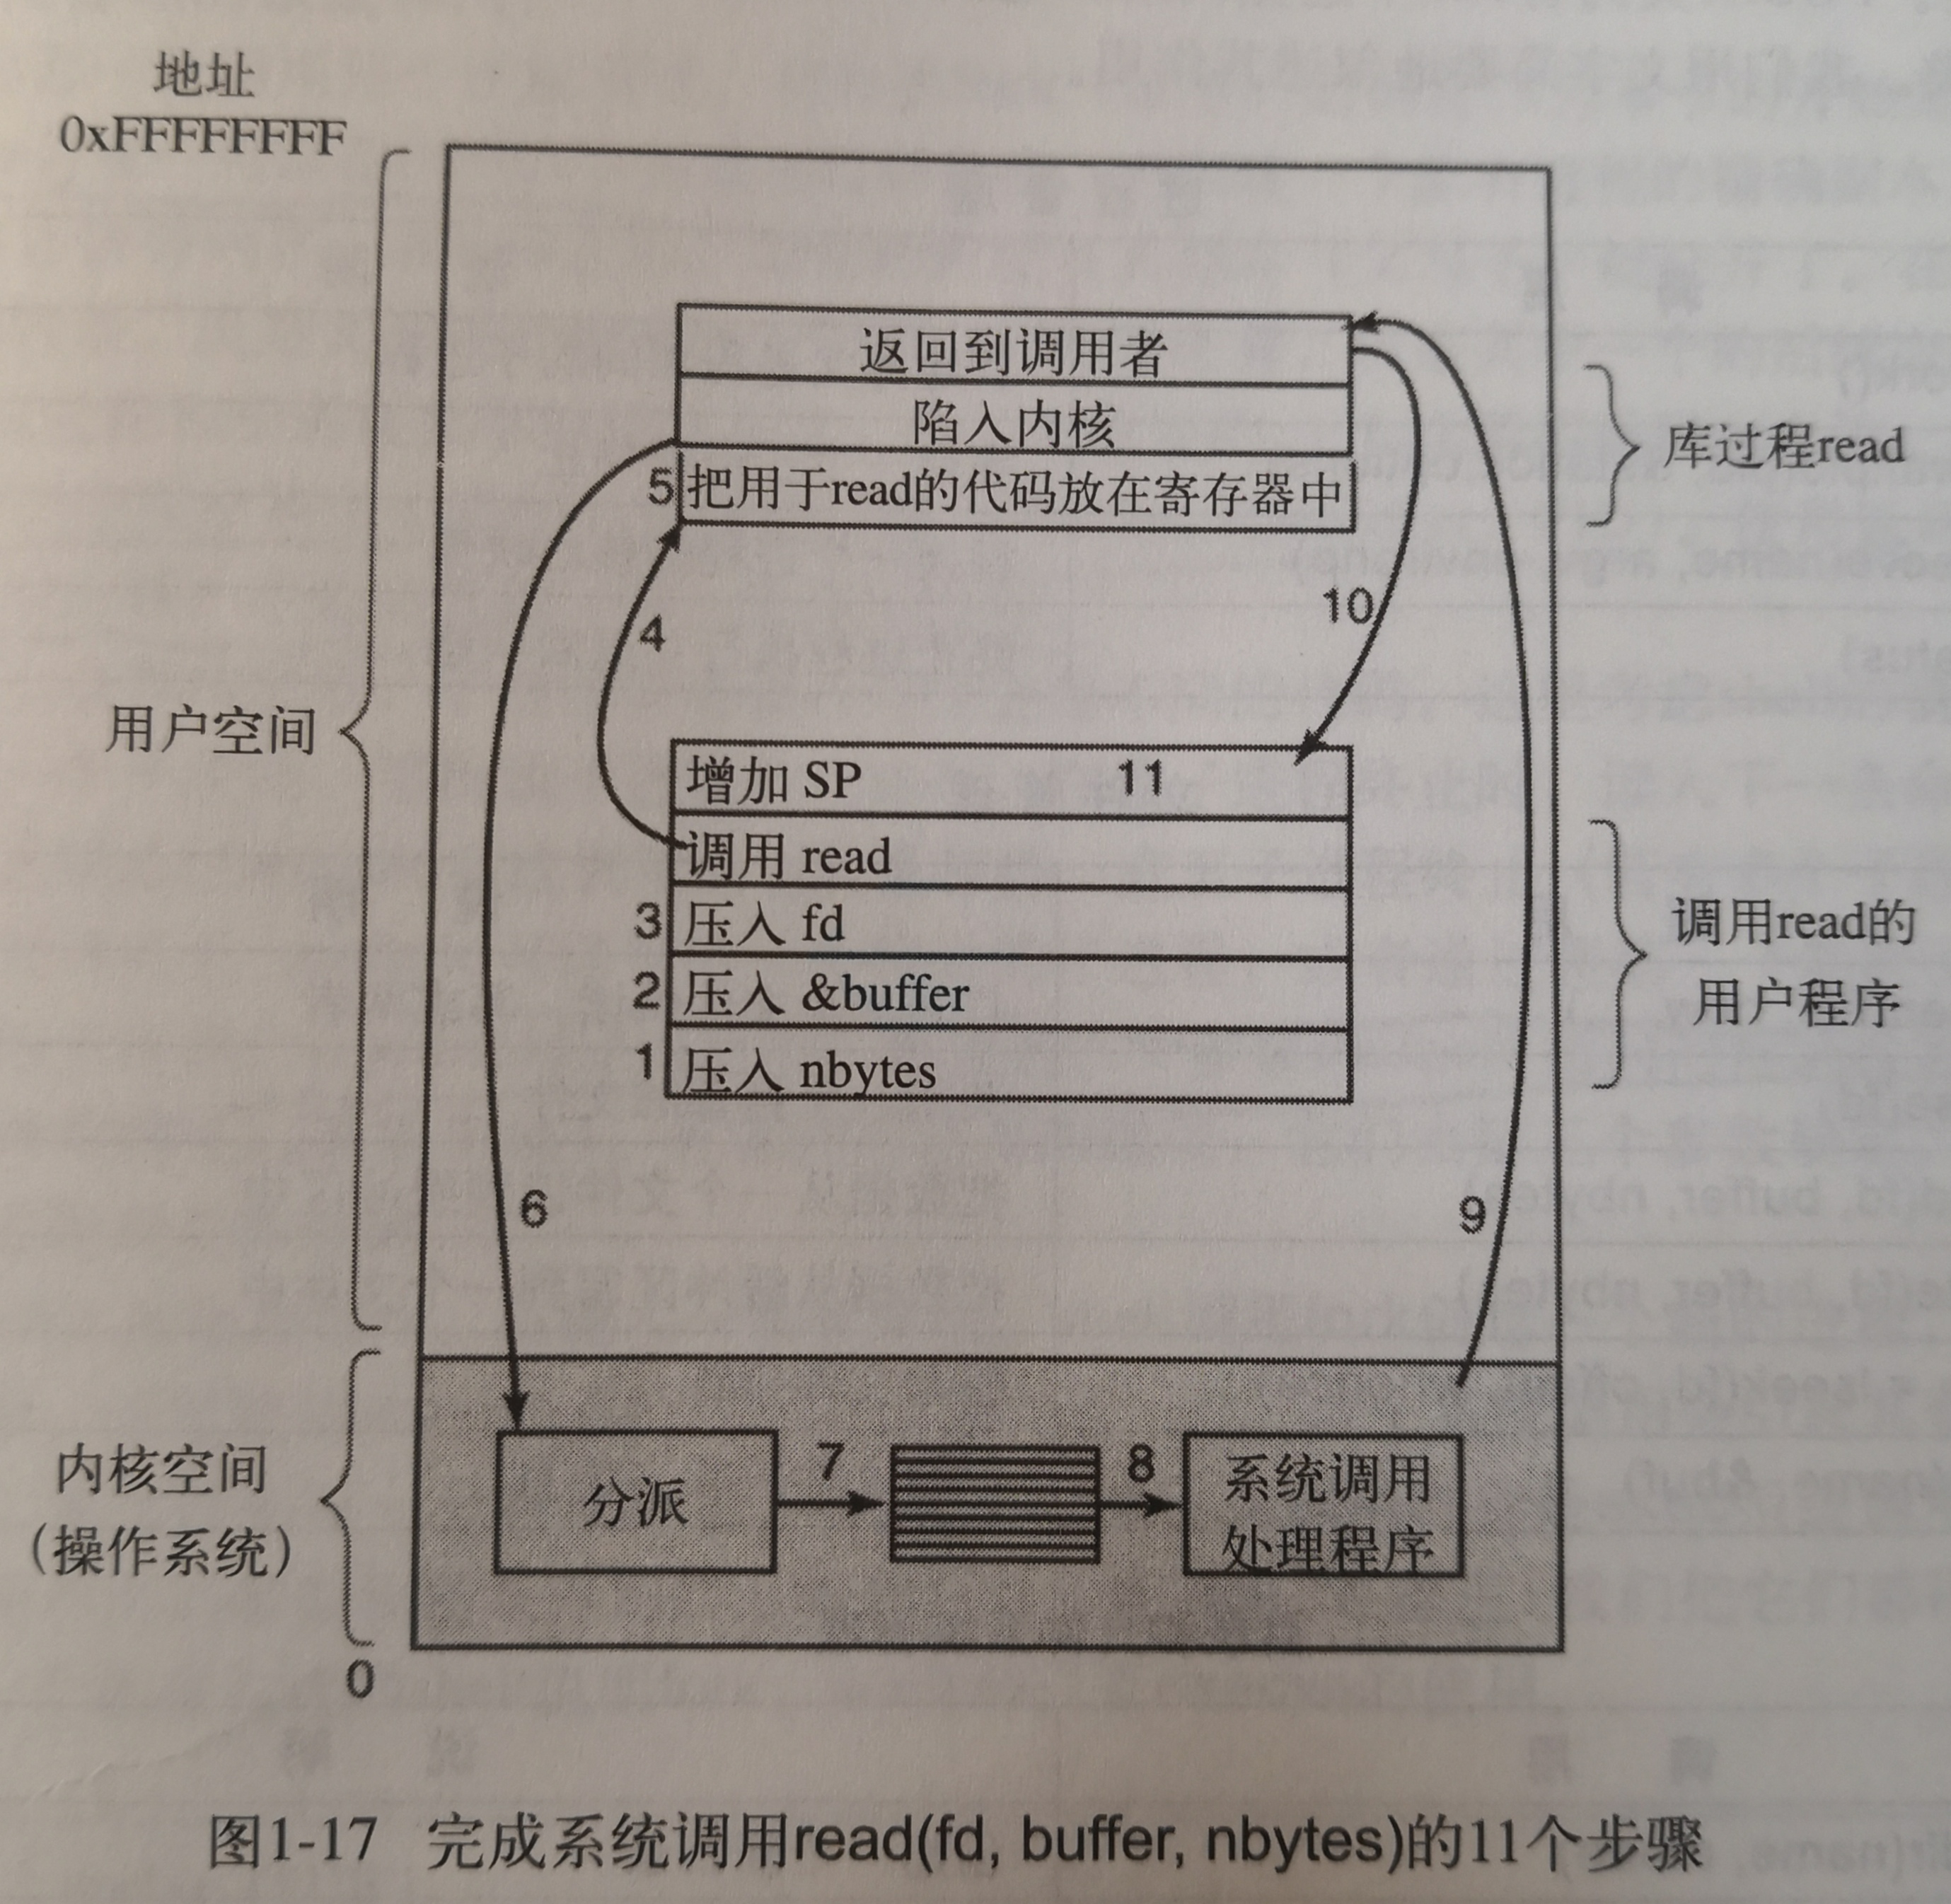 地址
0xFFFFFFFF
返回到调用者
陷入内核
5 把用于read的代码放在寄存器中
库过程read
4
10
用户空间
增加 SP 11
调用 read
3 压入 fd
2 压入 &buffer
1 压入 nbytes
调用read的
用户程序
6
9
内核空间
（操作系统）
分派
7
8
系统调用
处理程序
0
图1-17 完成系统调用read(fd, buffer, nbytes)的11个步骤